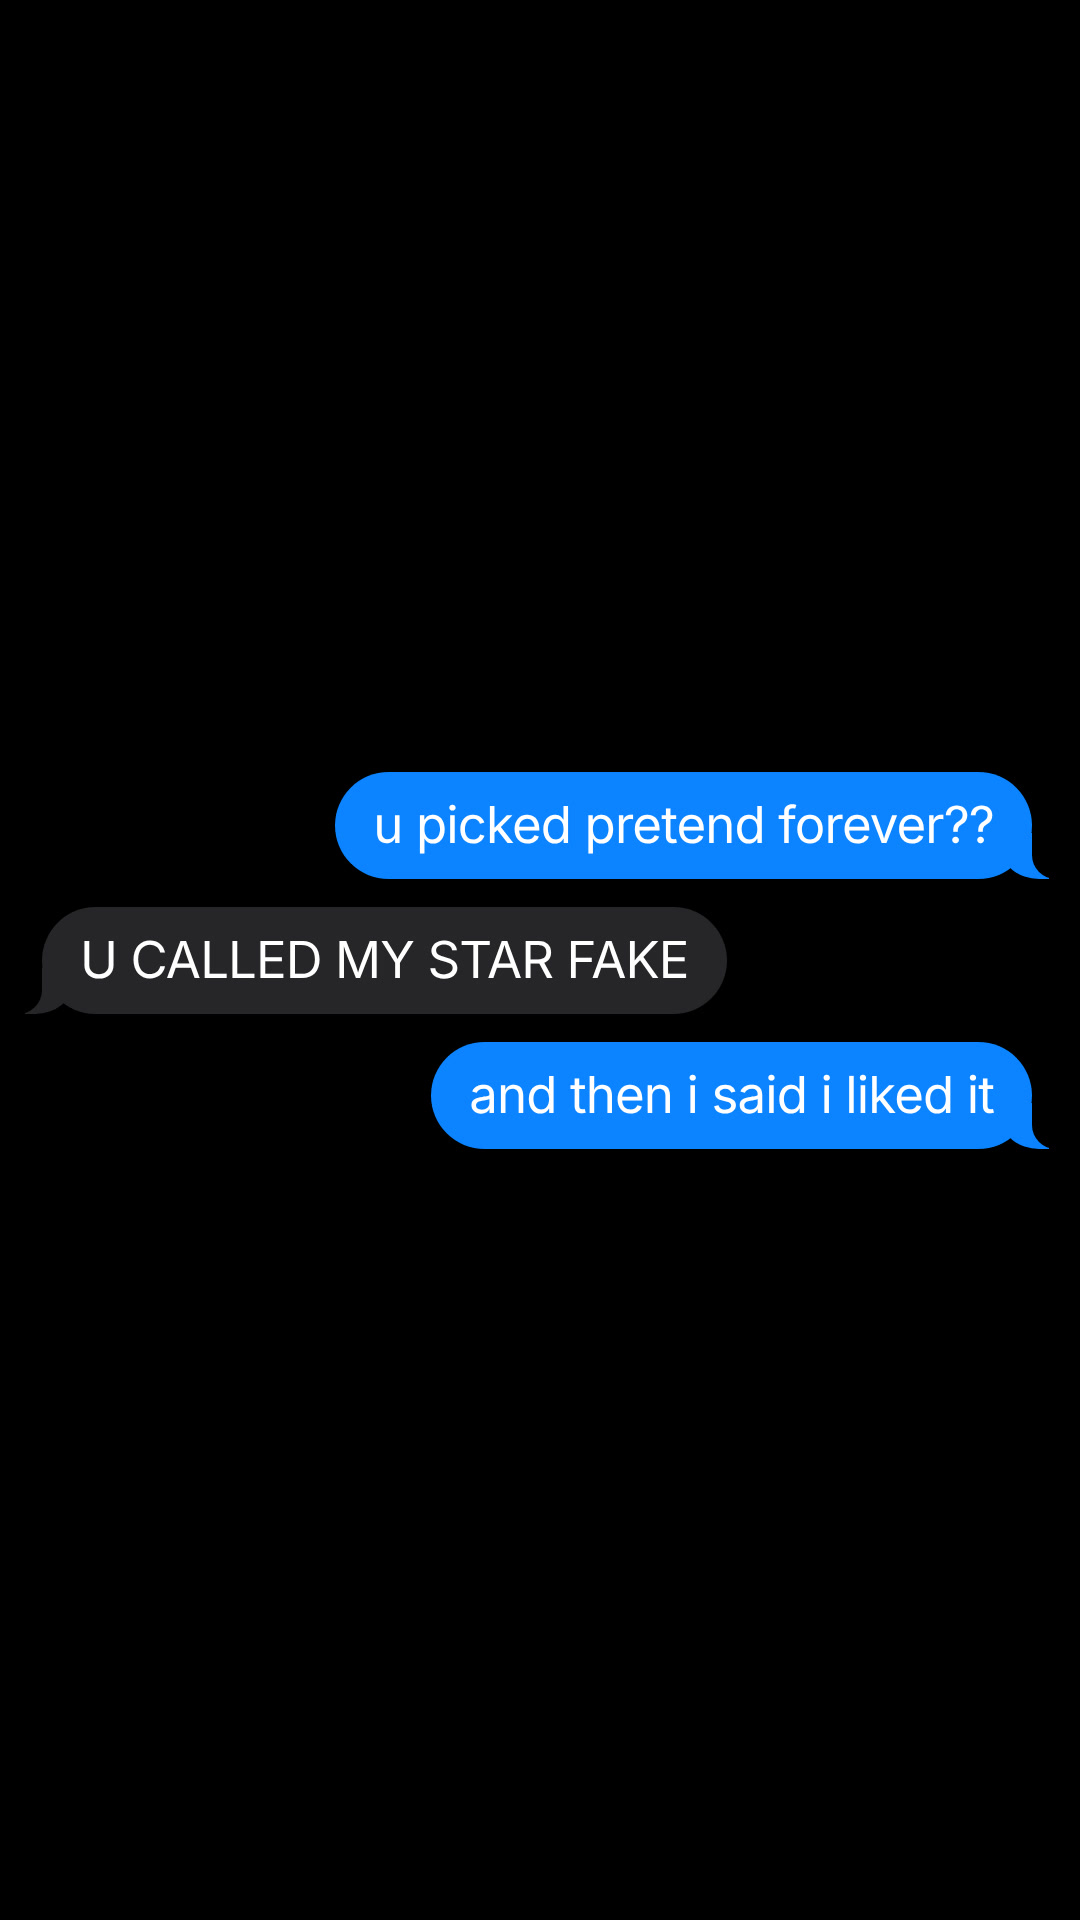 u picked pretend forever??
U CALLED MY STAR FAKE
and then i said i liked it